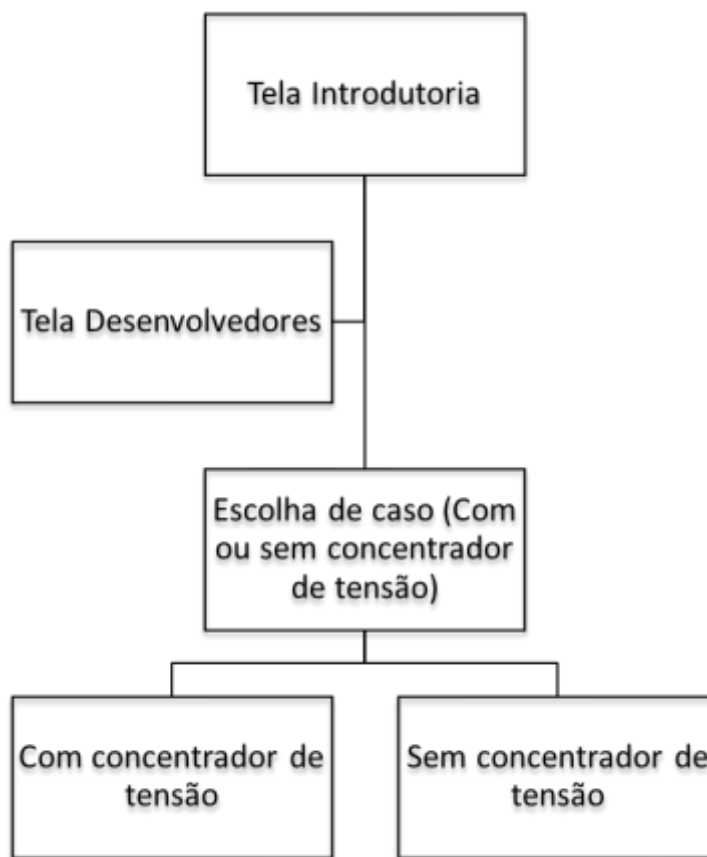 Tela Introdutoria
Tela Desenvolvedores
Escolha de caso (Com
ou sem concentrador
de tensão)
Com concentrador de
tensão
Sem concentrador de
tensão